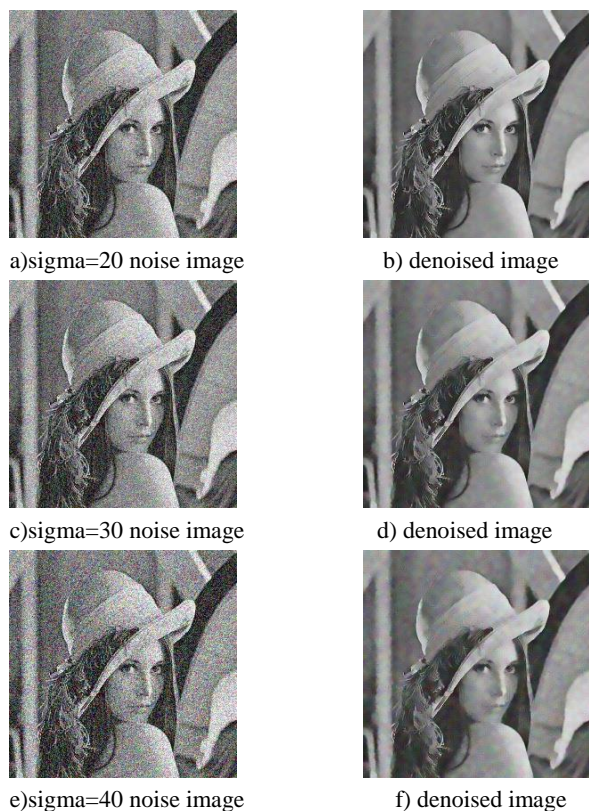 a)sigma=20 noise image
b) denoised image
c)sigma=30 noise image
d) denoised image
e)sigma=40 noise image
f) denoised image